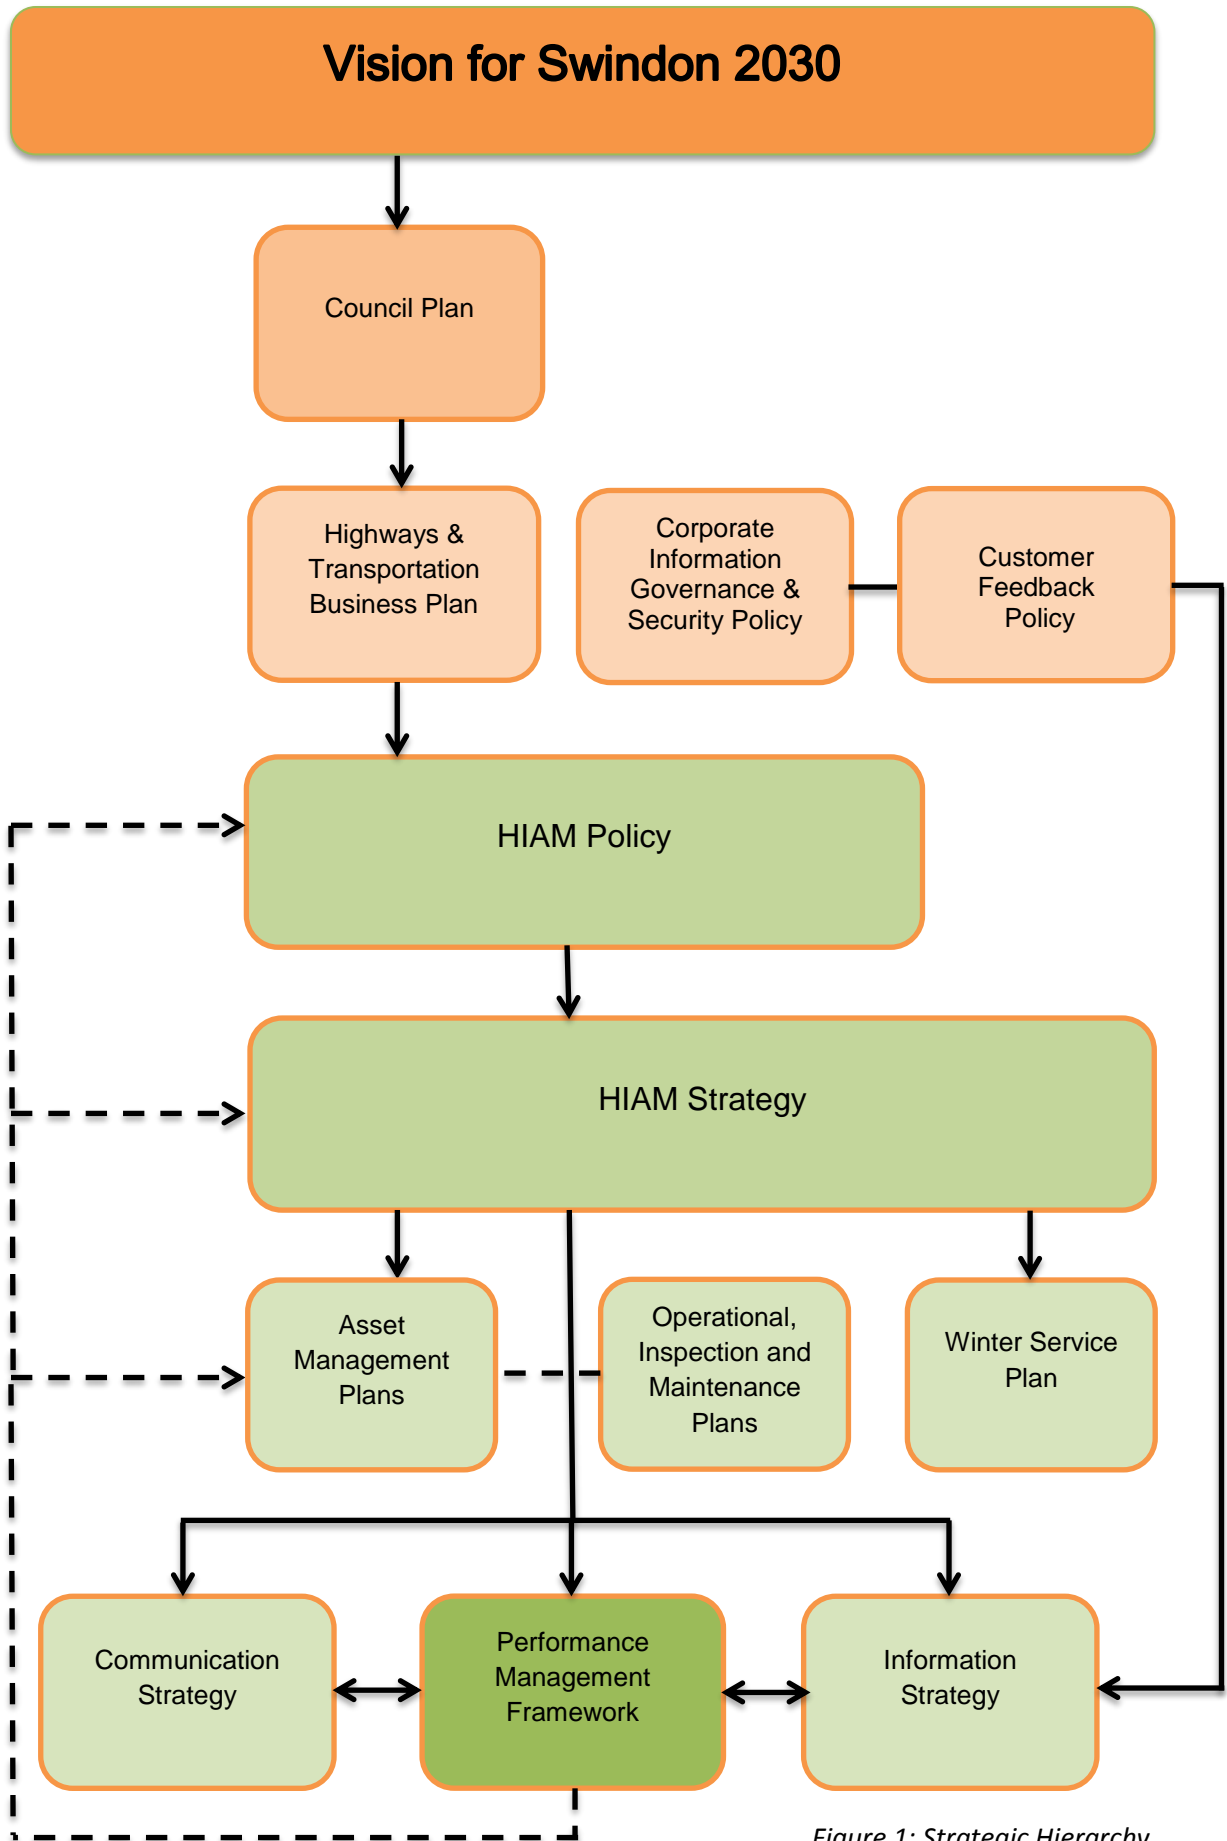 Vision for Swindon 2030
Council Plan
Highways &
Transportation
Business Plan
Corporate
Information
Governance &
Security Policy
Customer
Feedback
Policy
HIAM Policy
HIAM Strategy
Asset
Management
Plans
Operational,
Inspection and
Maintenance
Plans
Winter Service
Plan
Communication
Strategy
Performance
Management
Framework
Information
Strategy
Figure 1: Strategic Hierarchy